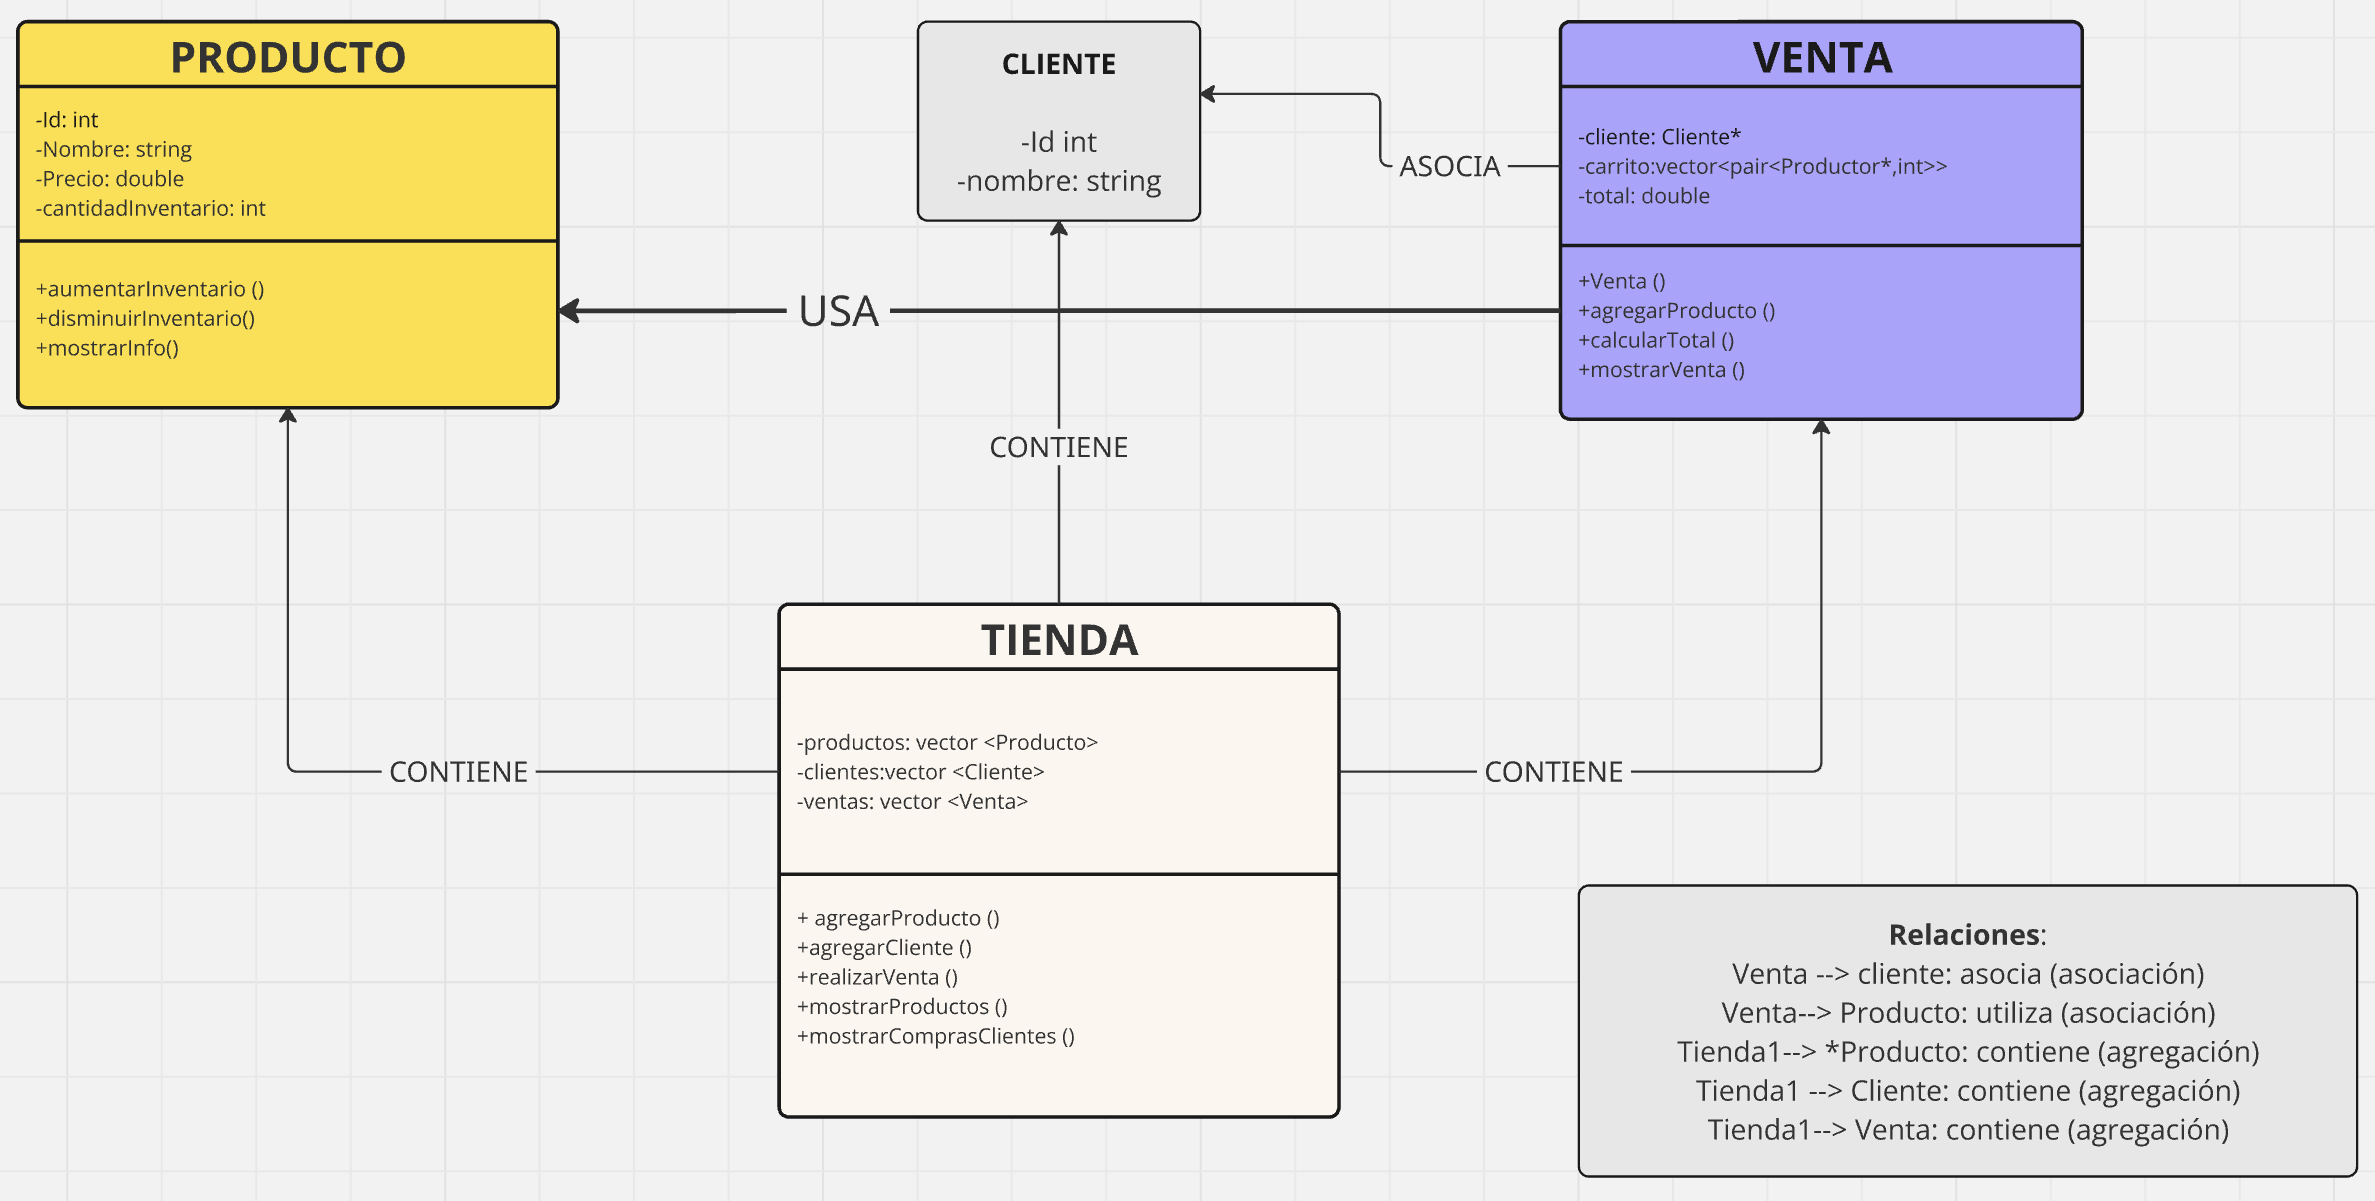 PRODUCTO
-Id: int
-Nombre: string
-Precio: double
-cantidadInventario: int
+aumentarInventario ()
+disminuirInventario()
+mostrarInfo()
CLIENTE
-Id int
-nombre: string
VENTA
-cliente: Cliente*
-carrito:vector<pair<Productor*,int>>
-total: double
+Venta ()
+agregarProducto ()
+calcularTotal ()
+mostrarVenta ()
ASOCIA
USA
CONTIENE
TIENDA
-productos: vector <Producto>
-clientes:vector <Cliente>
-ventas: vector <Venta>
+ agregarProducto ()
+agregarCliente ()
+realizarVenta ()
+mostrarProductos ()
+mostrarComprasClientes ()
CONTIENE
CONTIENE
Relaciones:
Venta --> cliente: asocia (asociación)
Venta--> Producto: utiliza (asociación)
Tienda1--> *Producto: contiene (agregación)
Tienda1 --> Cliente: contiene (agregación)
Tienda1--> Venta: contiene (agregación)